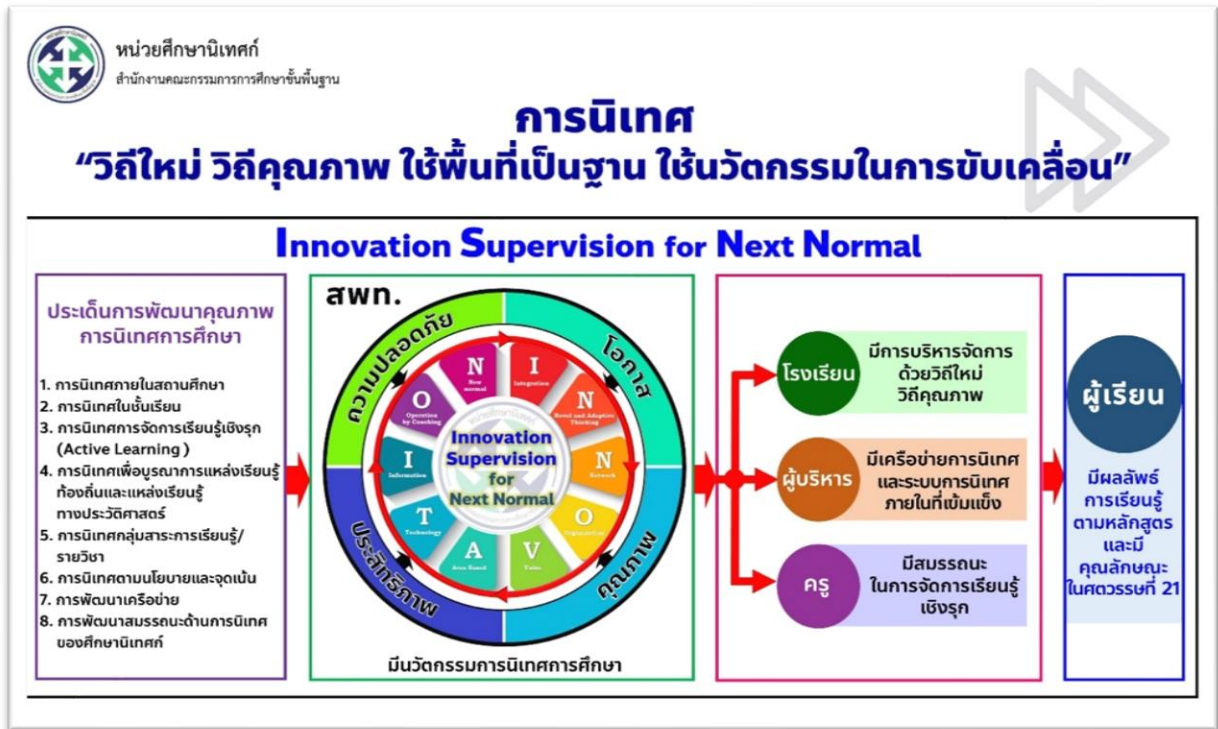 หน่วยศึกษานิเทศก์
สำนักงานคณะกรรมการการศึกษาขั้นพื้นฐาน
การนิเทศ
“วิถีใหม่ วิถีคุณภาพ ใช้พื้นที่เป็นฐาน ใช้นวัตกรรมในการขับเคลื่อน”
Innovation Supervision for Next Normal
ประเด็นการพัฒนาคุณภาพ
การนิเทศการศึกษา
1. การนิเทศภายในสถานศึกษา
2. การนิเทศในชั้นเรียน
3. การนิเทศการจัดการเรียนรู้เชิงรุก
(Active Learning )
4. การนิเทศเพื่อบูรณาการแหล่งเรียนรู้
ท้องถิ่นและแหล่งเรียนรู้
ทางประวัติศาสตร์
5. การนิเทศกลุ่มสาระการเรียนรู้/
รายวิชา
6. การนิเทศตามนโยบายและจุดเน้น
7. การพัฒนาเครือข่าย
8. การพัฒนาสมรรถนะด้านการนิเทศ
ของศึกษานิเทศก์
สพท.
ความปลอดภัย
โอกาส
คุณภาพ
ประสิทธิภาพ
I
Integration
N
Novel and Adaptive
Thinking
N
Network
O
V
Value
A
Area Based
T
Technology
I
Information
O
Operation
by Coaching
N
New
normal
Innovation
Supervision
for
Next Normal
มีนวัตกรรมการนิเทศการศึกษา
โรงเรียน
มีการบริหารจัดการ
ด้วยวิถีใหม่
วิถีคุณภาพ
ผู้บริหาร
มีเครือข่ายการนิเทศ
และระบบการนิเทศ
ภายในที่เข้มแข็ง
ครู
มีสมรรถนะ
ในการจัดการเรียนรู้
เชิงรุก
ผู้เรียน
มีผลลัพธ์
การเรียนรู้
ตามหลักสูตร
และมี
คุณลักษณะ
ในศตวรรษที่ 21